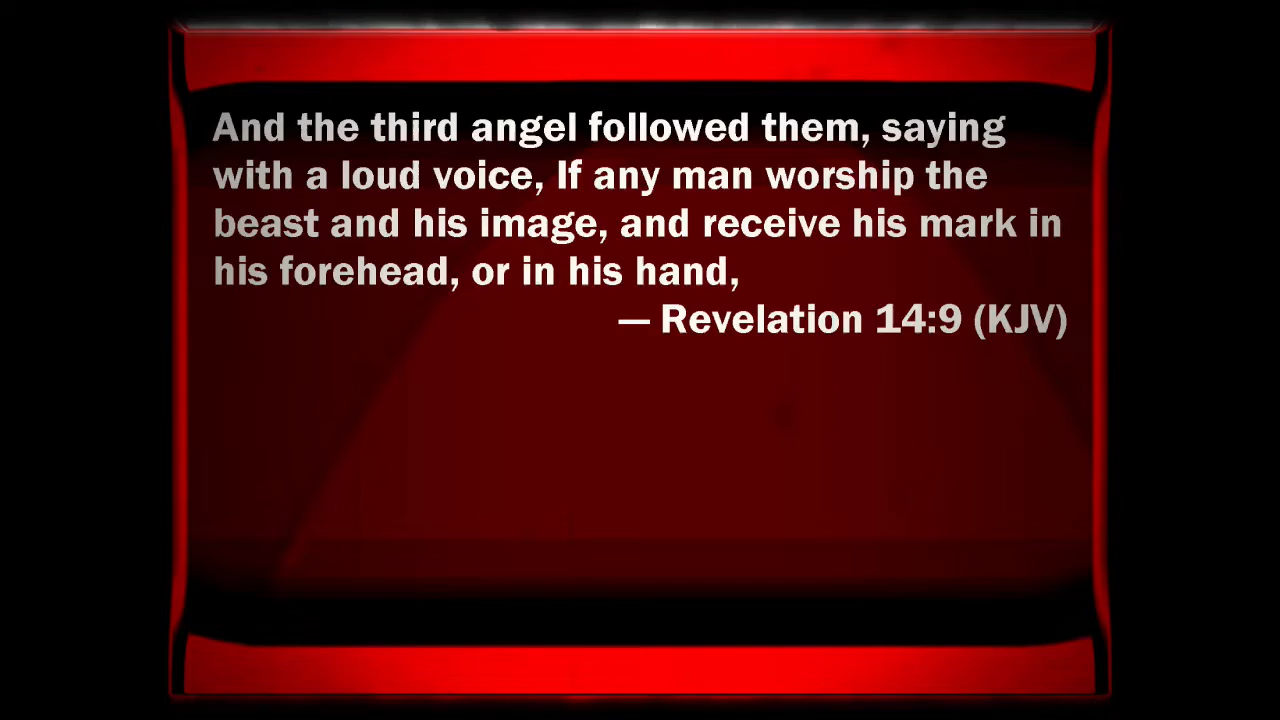 And the third angel followed them, saying
with a loud voice, If any man worship the
beast and his image, and receive his mark in
his forehead, or in his hand,
— Revelation 14:9 (KJV)